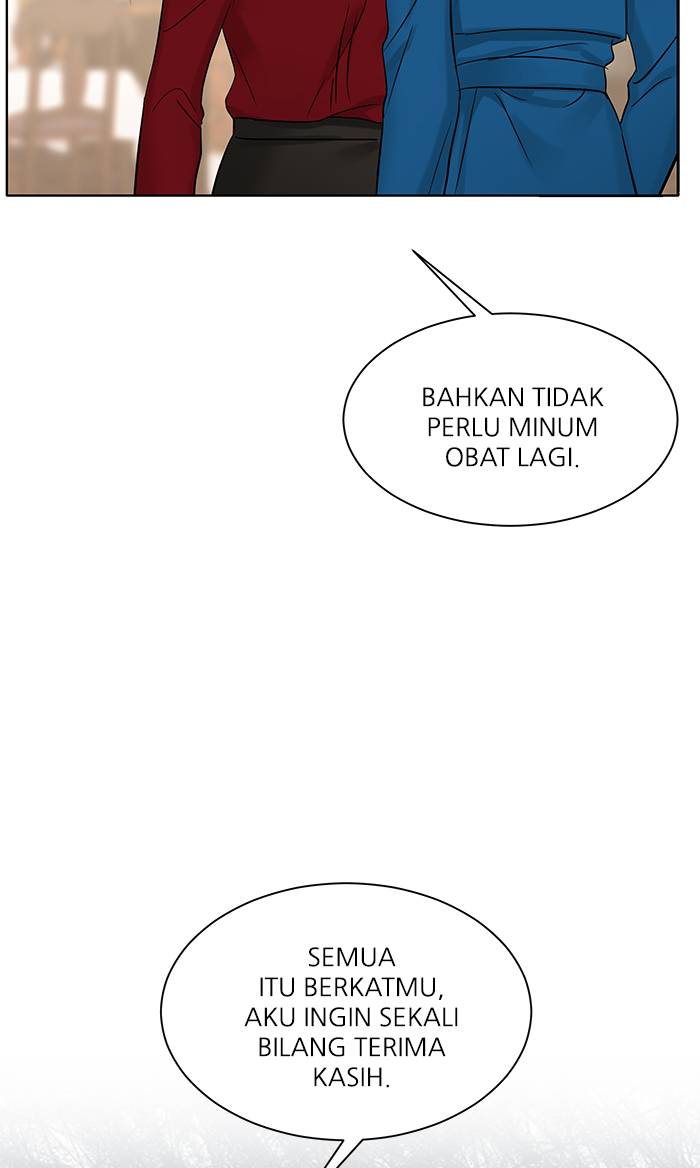 BAHKAN TIDAK
PERLU MINUM
OBAT LAGI.
SEMUA
ITU BERKATMU,
AKU INGIN SEKALI
BILANG TERIMA
KASIH.